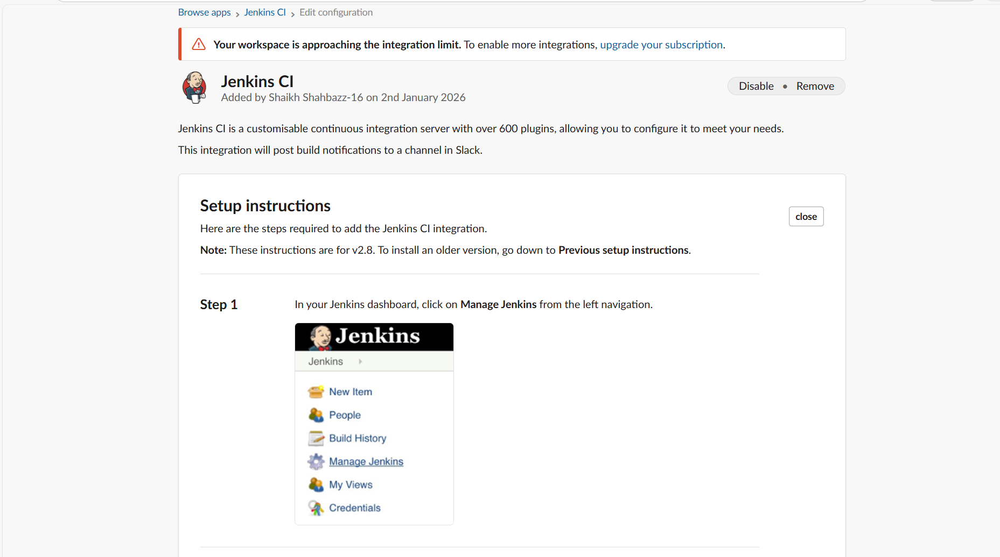 Browse apps > Jenkins CI > Edit configuration
Your workspace is approaching the integration limit. To enable more integrations, upgrade your subscription.
Jenkins CI
Added by Shaikh Shahbazz-16 on 2nd January 2026
Disable • Remove
Jenkins CI is a customisable continuous integration server with over 600 plugins, allowing you to configure it to meet your needs.
This integration will post build notifications to a channel in Slack.
Setup instructions
close
Here are the steps required to add the Jenkins CI integration.
Note: These instructions are for v2.8. To install an older version, go down to Previous setup instructions.
Step 1
In your Jenkins dashboard, click on Manage Jenkins from the left navigation.
Jenkins
Jenkins
New Item
People
Build History
Manage Jenkins
My Views
Credentials